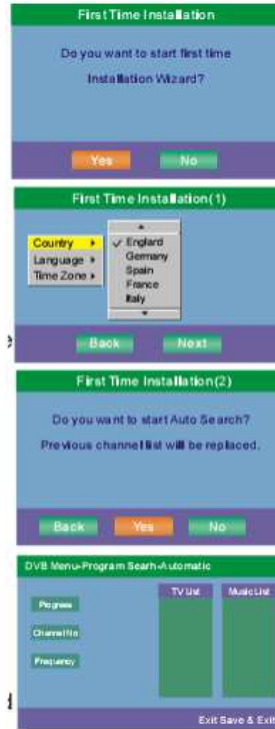 First Time Installation
Do you want to start first time
Installation Wizard?
Yes No
First Time Installation(1)
Country
Language
Time Zone
England
Germany
Spain
France
Italy
Back Next
First Time Installation(2)
Do you want to start Auto Search?
Previous channel list will be replaced.
Back Yes No
DVB Menu-Program Searh-Automatic
TV List Music List
Progress
Channel No
Frequency
Exit Save & Exit